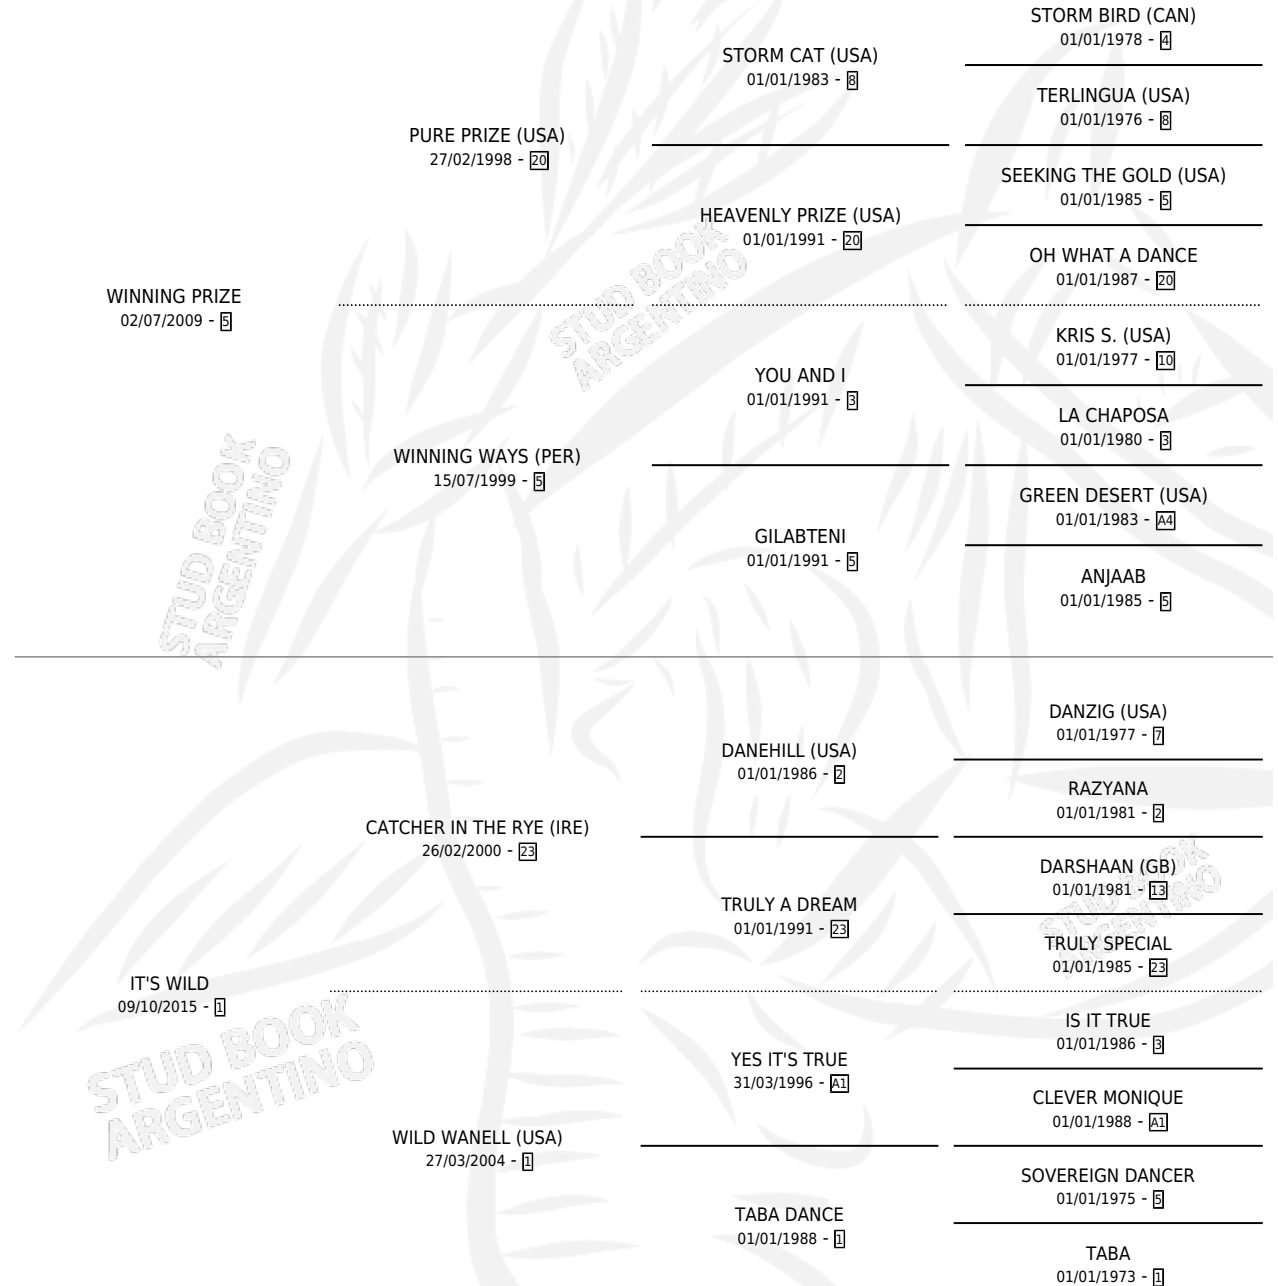 STORM BIRD (CAN)
01/01/1978 - 4
STORM CAT (USA)
01/01/1983 - 8
TERLINGUA (USA)
01/01/1976 - 8
PURE PRIZE (USA)
27/02/1998 - 20
SEEKING THE GOLD (USA)
01/01/1985 - 5
HEAVENLY PRIZE (USA)
01/01/1991 - 20
OH WHAT A DANCE
01/01/1987 - 20
WINNING PRIZE
02/07/2009 - 5
KRIS S. (USA)
01/01/1977 - 10
YOU AND I
01/01/1991 - 3
LA CHAPOSA
01/01/1980 - 3
WINNING WAYS (PER)
15/07/1999 - 5
GREEN DESERT (USA)
01/01/1983 - A4
GILABTENI
01/01/1991 - 5
ANJAAB
01/01/1985 - 5
STUD BOOK
ARGENTINO
STUD BOOK
ARGENTINO
DANZIG (USA)
01/01/1977 - 7
DANEHILL (USA)
01/01/1986 - 2
RAZYANA
01/01/1981 - 2
CATCHER IN THE RYE (IRE)
26/02/2000 - 23
DARSHAAN (GB)
01/01/1981 - 13
TRULY A DREAM
01/01/1991 - 23
TRULY SPECIAL
01/01/1985 - 23
STUD BOOK
ARGENTINO
IT'S WILD
09/10/2015 - 1
IS IT TRUE
01/01/1986 - 3
YES IT'S TRUE
31/03/1996 - A1
CLEVER MONIQUE
01/01/1988 - A1
STUD BOOK
ARGENTINO
WILD WANELL (USA)
27/03/2004 - 1
SOVEREIGN DANCER
01/01/1975 - 5
TABA DANCE
01/01/1988 - 1
TABA
01/01/1973 - 1